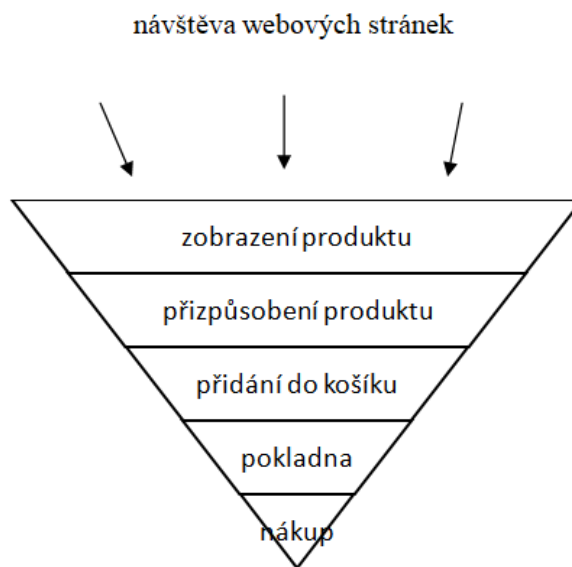 návštěva webových stránek
zobrazení produktu
přizpůsobení produktu
přidání do košíku
pokladna
nákup